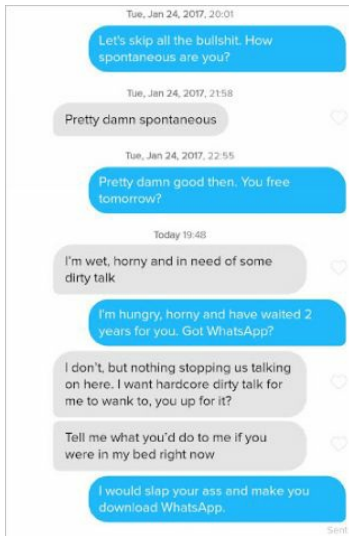 Tue, Jan 24, 2017, 20:01
Let's skip all the bullshit. How
spontaneous are you?
Tue, Jan 24, 2017, 21:58
Pretty damn spontaneous
Tue, Jan 24, 2017, 22:55
Pretty damn good then. You free
tomorrow?
Today 19:48
I'm wet, horny and in need of some
dirty talk
I'm hungry, horny and have waited 2
years for you. Got WhatsApp?
I don't, but nothing stopping us talking
on here. I want hardcore dirty talk for
me to wank to, you up for it?
Tell me what you'd do to me if you
were in my bed right now
I would slap your ass and make you
download WhatsApp.
Sent